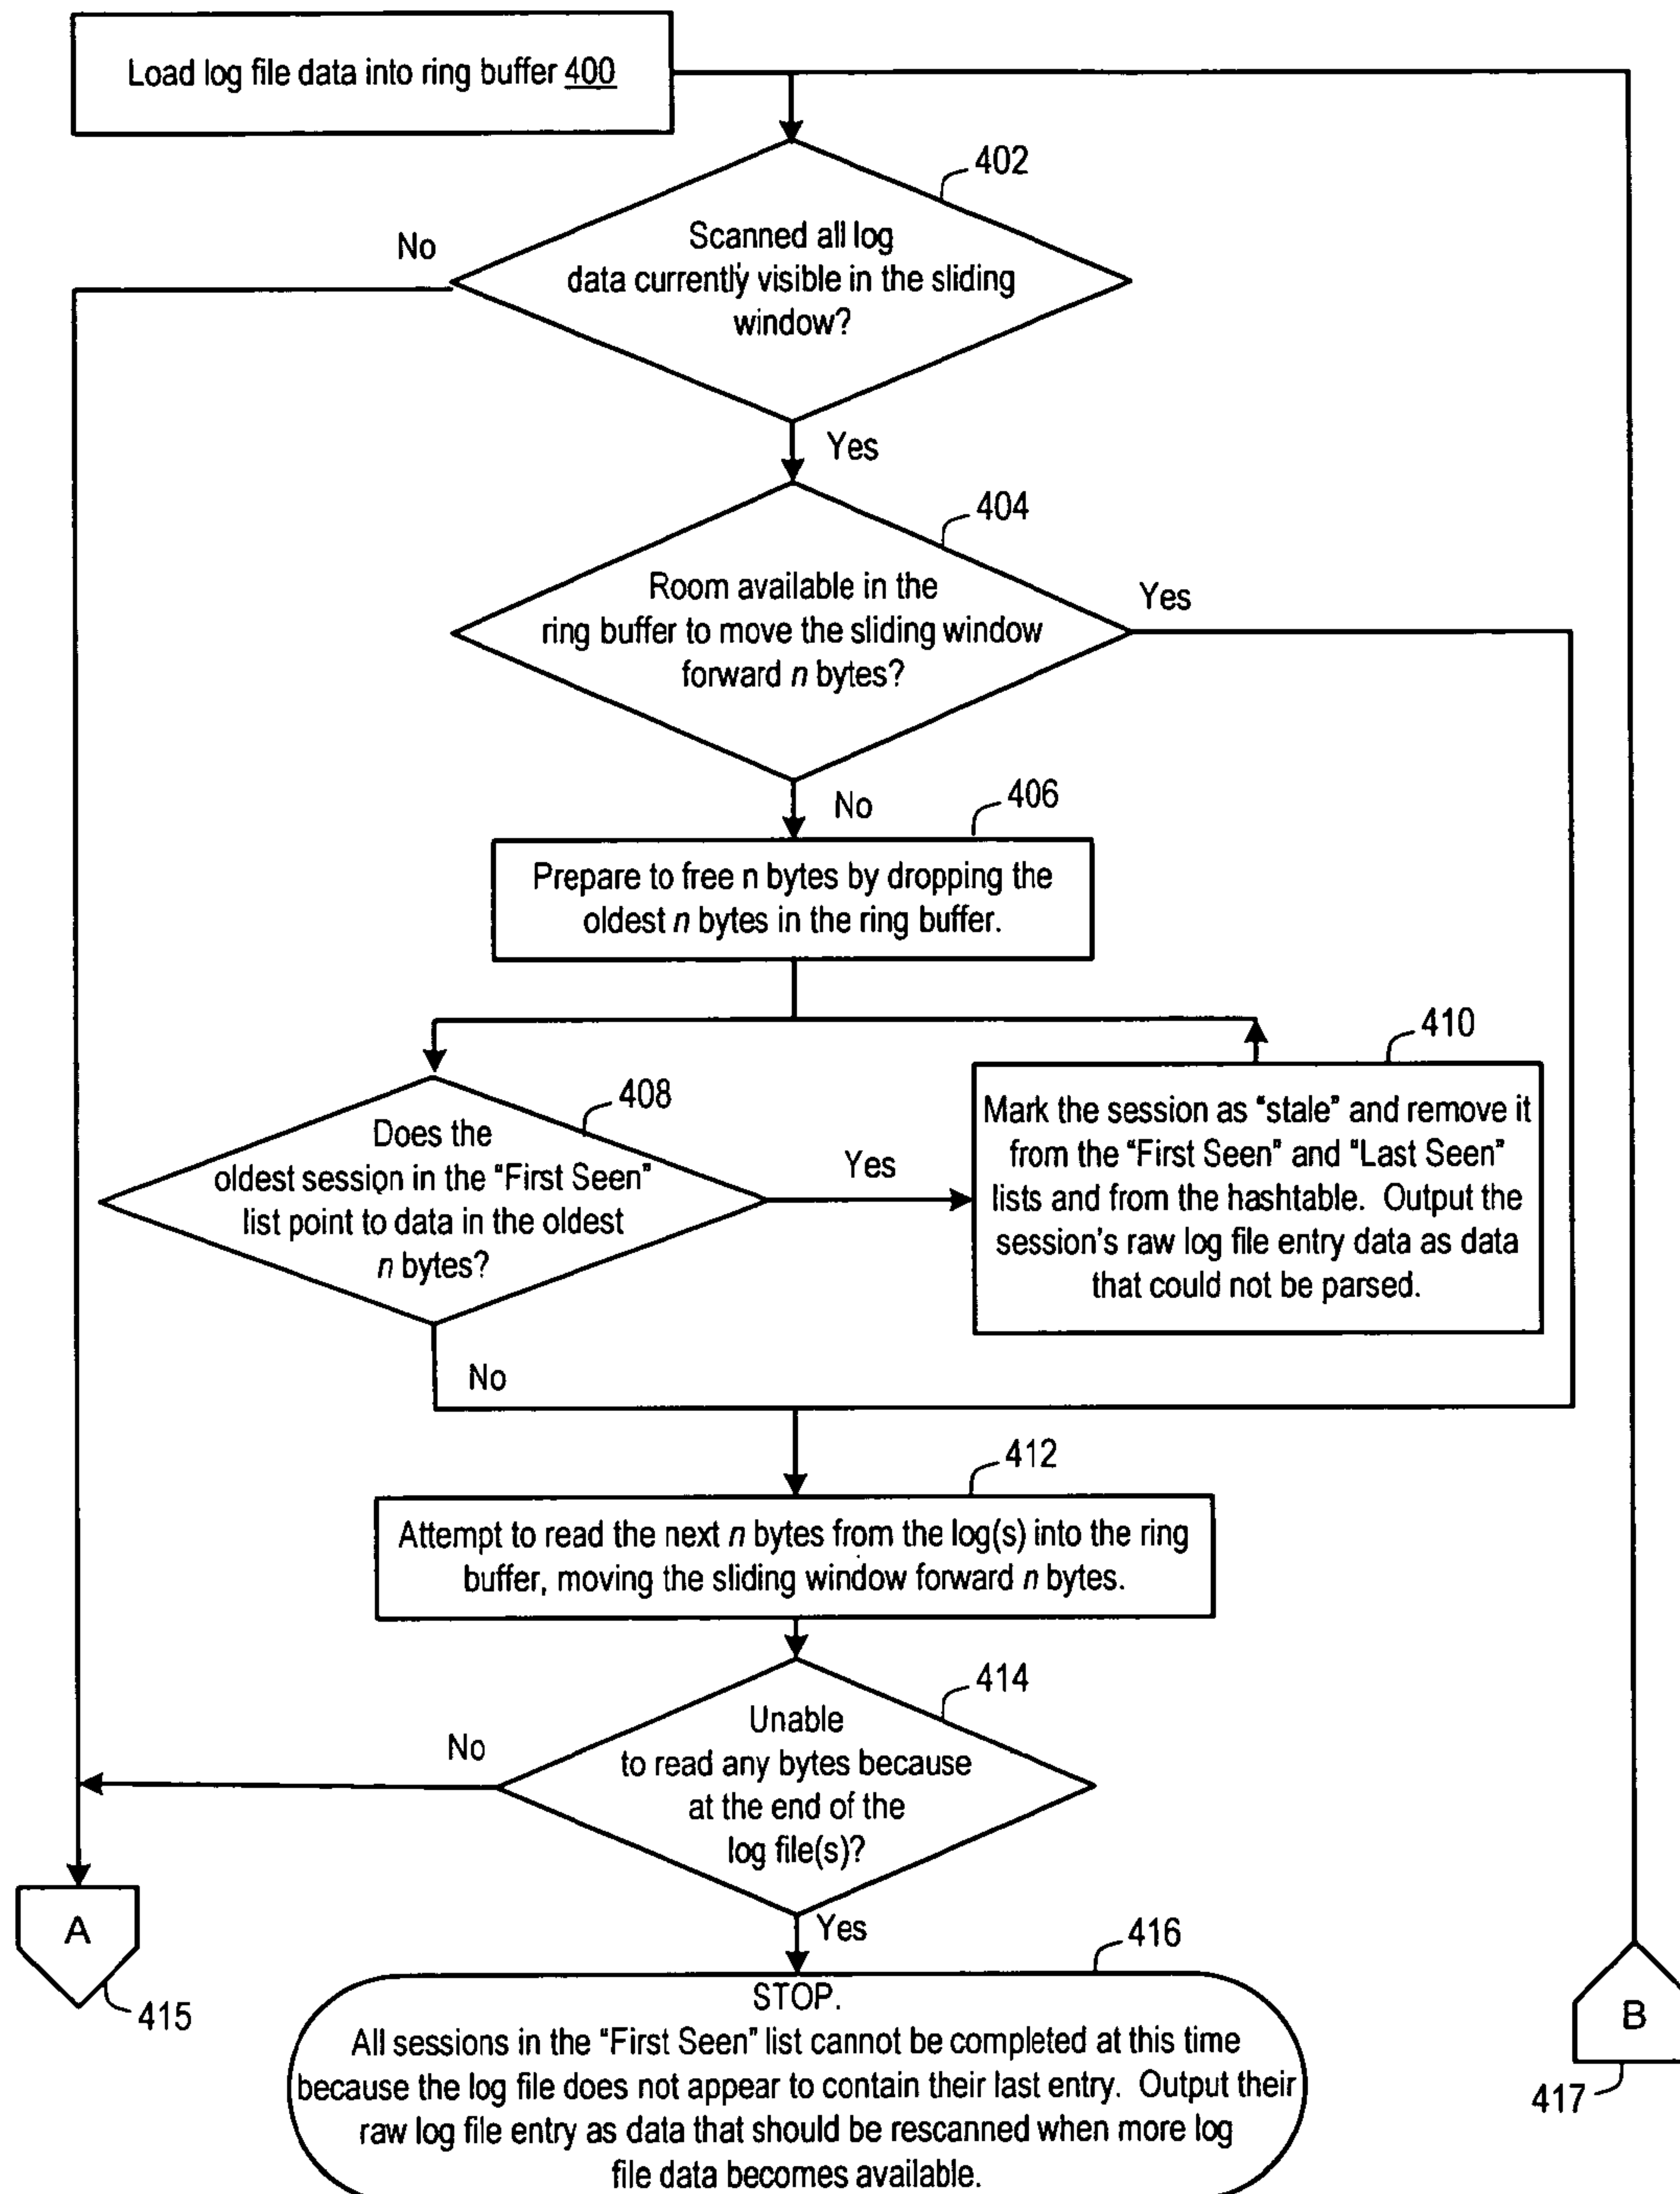 Load log file data into ring buffer 400
402
Scanned all log
data currently visible in the sliding
window?
No
Yes
404
Room available in the
ring buffer to move the sliding window
forward n bytes?
Yes
No
406
Prepare to free n bytes by dropping the
oldest n bytes in the ring buffer.
408
Does the
oldest session in the "First Seen"
list point to data in the oldest
n bytes?
Yes
410
Mark the session as "stale" and remove it
from the "First Seen" and "Last Seen"
lists and from the hashtable. Output the
session's raw log file entry data as data
that could not be parsed.
No
412
Attempt to read the next n bytes from the log(s) into the ring
buffer, moving the sliding window forward n bytes.
414
Unable
to read any bytes because
at the end of the
log file(s)?
No
Yes
A
415
416
STOP.
All sessions in the "First Seen" list cannot be completed at this time
because the log file does not appear to contain their last entry. Output their
raw log file entry as data that should be rescanned when more log
file data becomes available.
B
417